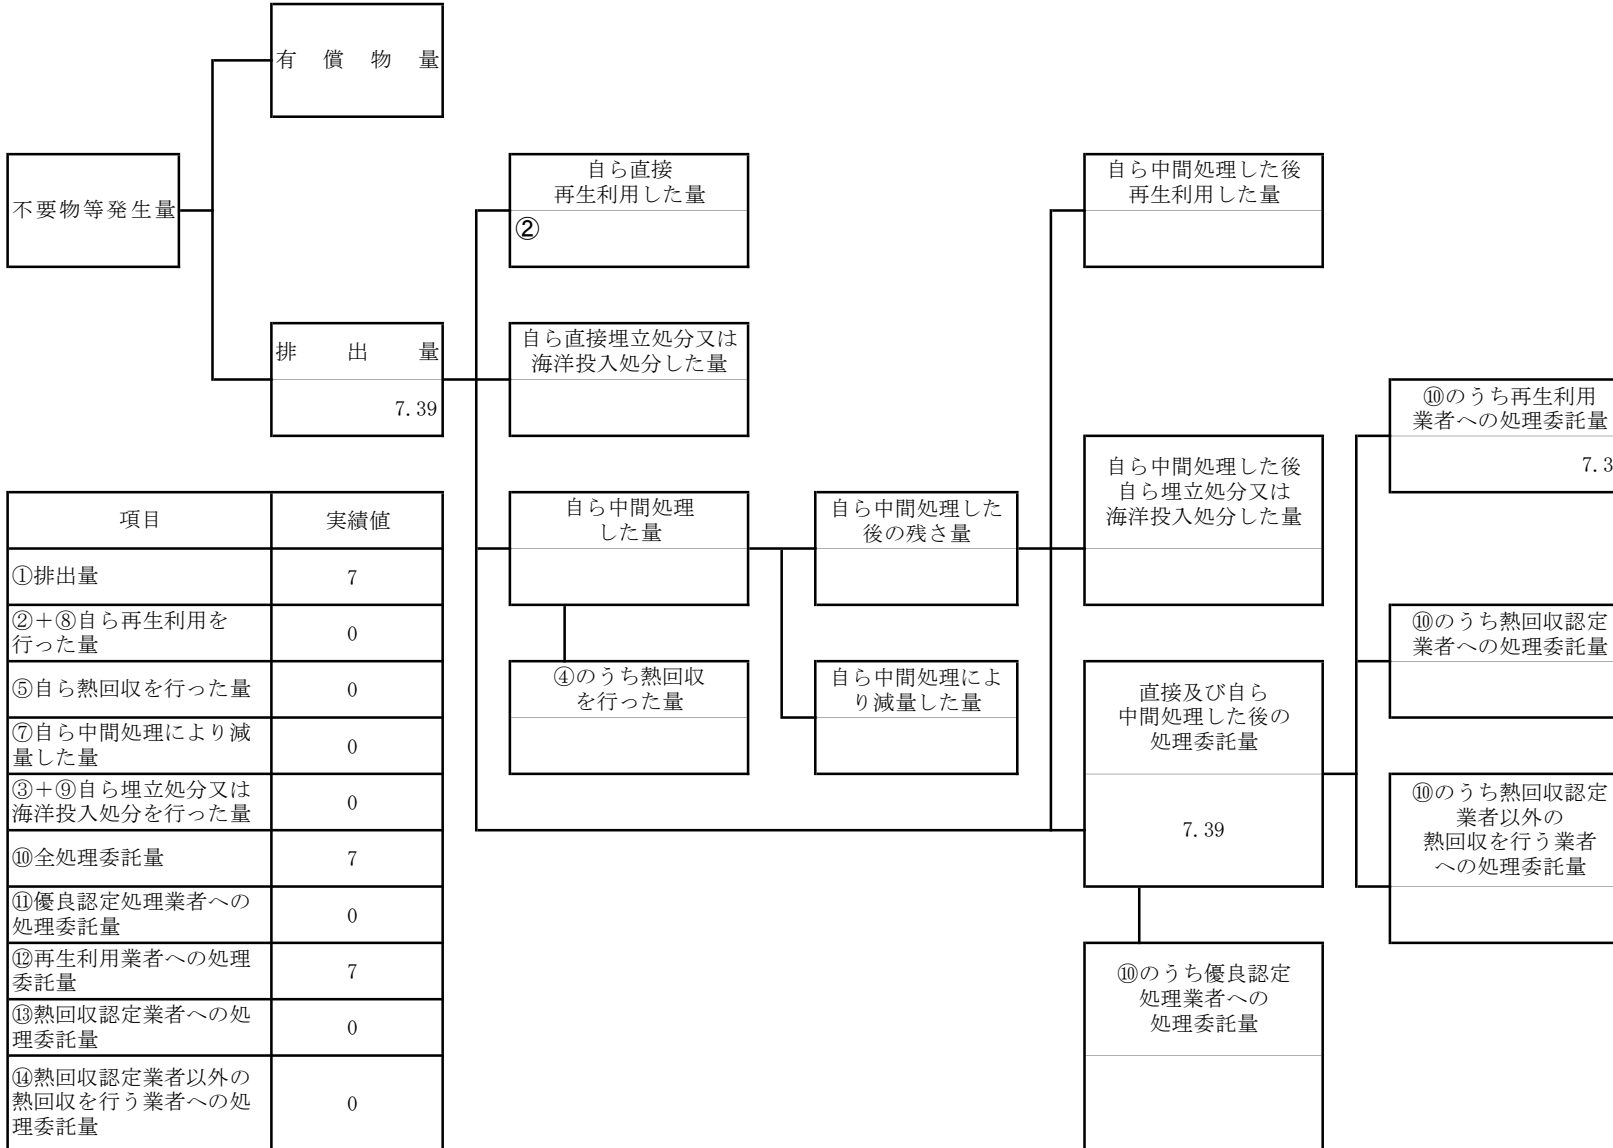 有償物量
不要物等発生量
自ら直接
再生利用した量
②
自ら中間処理した後
再生利用した量
排出量
7.39
自ら直接埋立処分又は
海洋投入処分した量
⑩のうち再生利用
業者への処理委託量
7.3
自ら中間処理
した量
自ら中間処理した
後の残さ量
自ら中間処理した後
自ら埋立処分又は
海洋投入処分した量
⑩のうち熱回収認定
業者への処理委託量
④のうち熱回収
を行った量
自ら中間処理によ
り減量した量
直接及び自ら
中間処理した後の
処理委託量
7.39
⑩のうち熱回収認定
業者以外の
熱回収を行う業者
への処理委託量
⑩のうち優良認定
処理業者への
処理委託量
項目 実績値
①排出量 7
②+⑧自ら再生利用を
行った量 0
⑤自ら熱回収を行った量 0
⑦自ら中間処理により減
量した量 0
③+⑨自ら埋立処分又は
海洋投入処分を行った量 0
⑩全処理委託量 7
⑪優良認定処理業者への
処理委託量 0
⑫再生利用業者への処理
委託量 7
⑬熱回収認定業者への処
理委託量 0
⑭熱回収認定業者以外の
熱回収を行う業者への処
理委託量 0